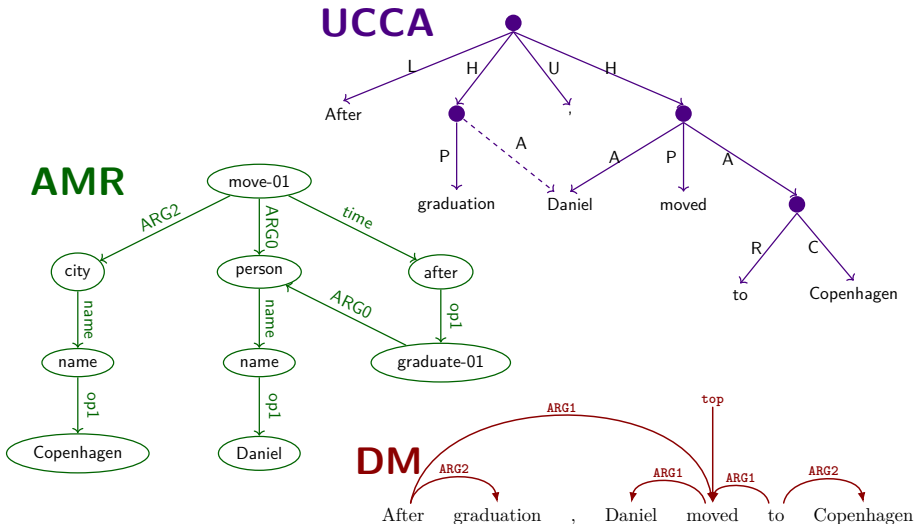 UCCA
L H U H
After ,
P A A P A
graduation Daniel moved
R C
to Copenhagen
AMR
move-01
ARG2 ARG0 time
city person after
name name ARG0 op1
name name graduate-01
op1 op1
Copenhagen Daniel
DM
top
ARG1
ARG2 ARG1 ARG1 ARG2
After graduation , Daniel moved to Copenhagen